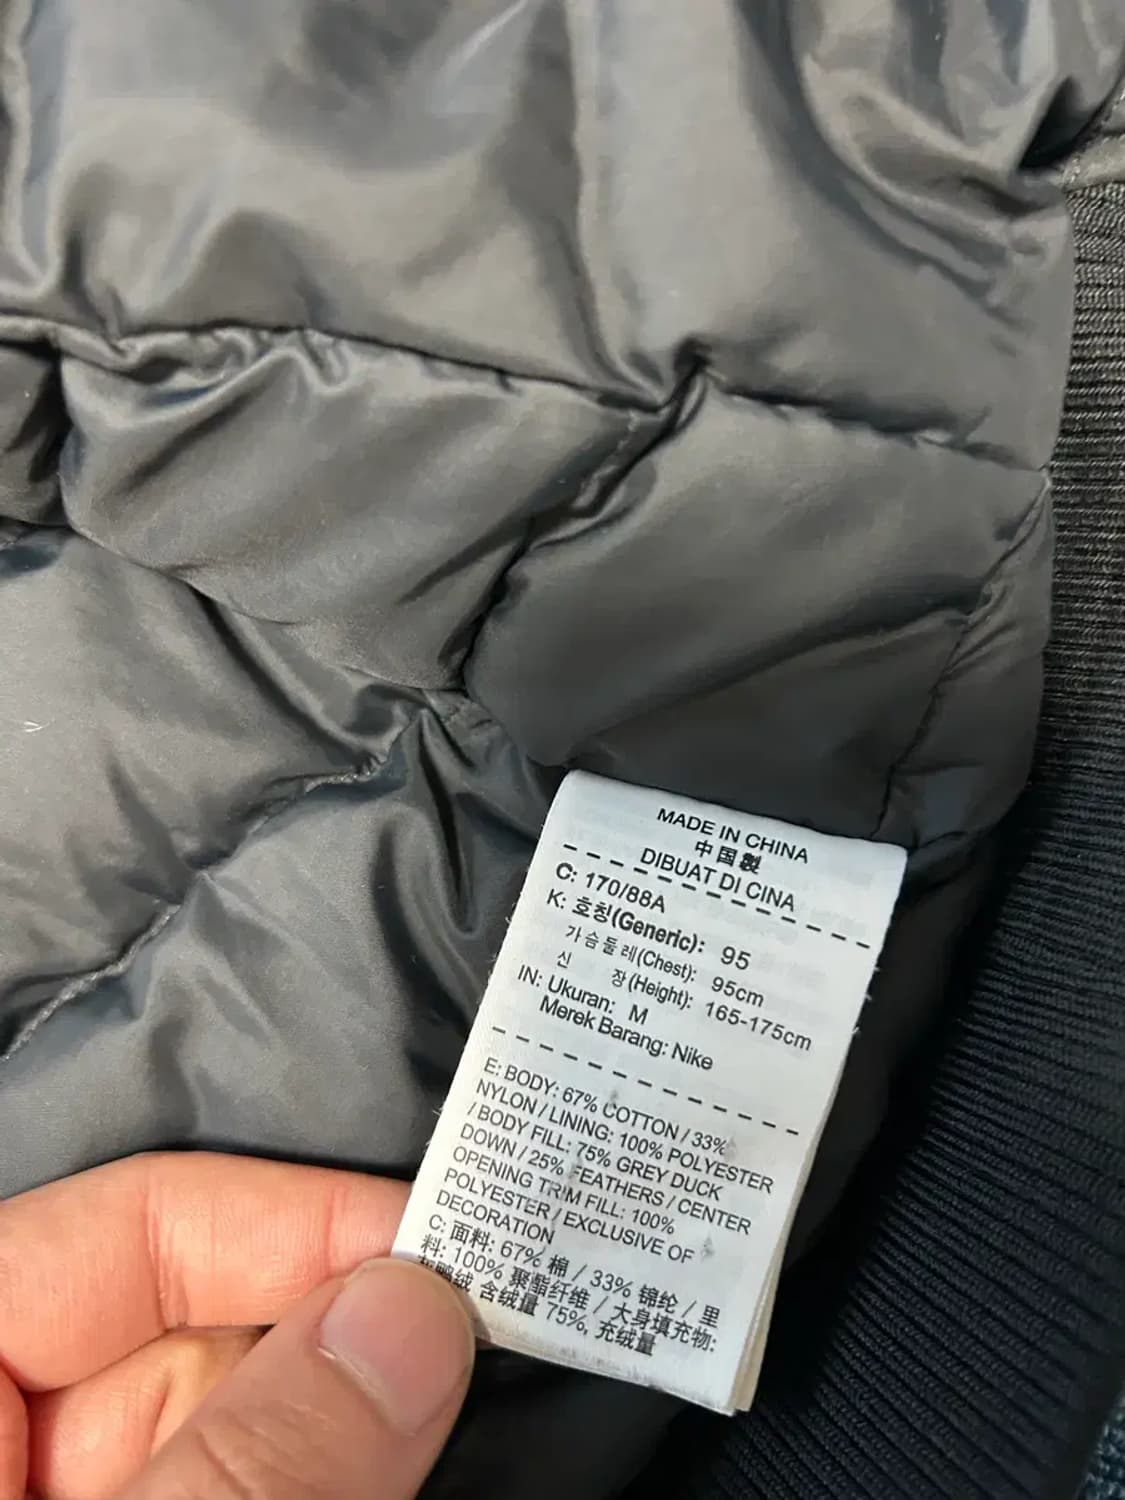 MADE IN CHINA
中国製
DIBUAT DI CINA
C: 170/88A
K: 호칭(Generic): 95
가슴둘레(Chest): 95cm
신 장(Height): 165-175cm
IN: Ukuran: M
Merek Barang: Nike
E: BODY: 67% COTTON / 33%
NYLON / LINING: 100% POLYESTER
/ BODY FILL: 75% GREY DUCK
DOWN / 25% FEATHERS / CENTER
OPENING TRIM FILL: 100%
POLYESTER / EXCLUSIVE OF
DECORATION
C: 面料: 67% 棉 / 33% 锦纶 / 里
料: 100% 聚酯纤维 / 大身填充物:
灰鸭绒 含绒量 75%, 充绒量